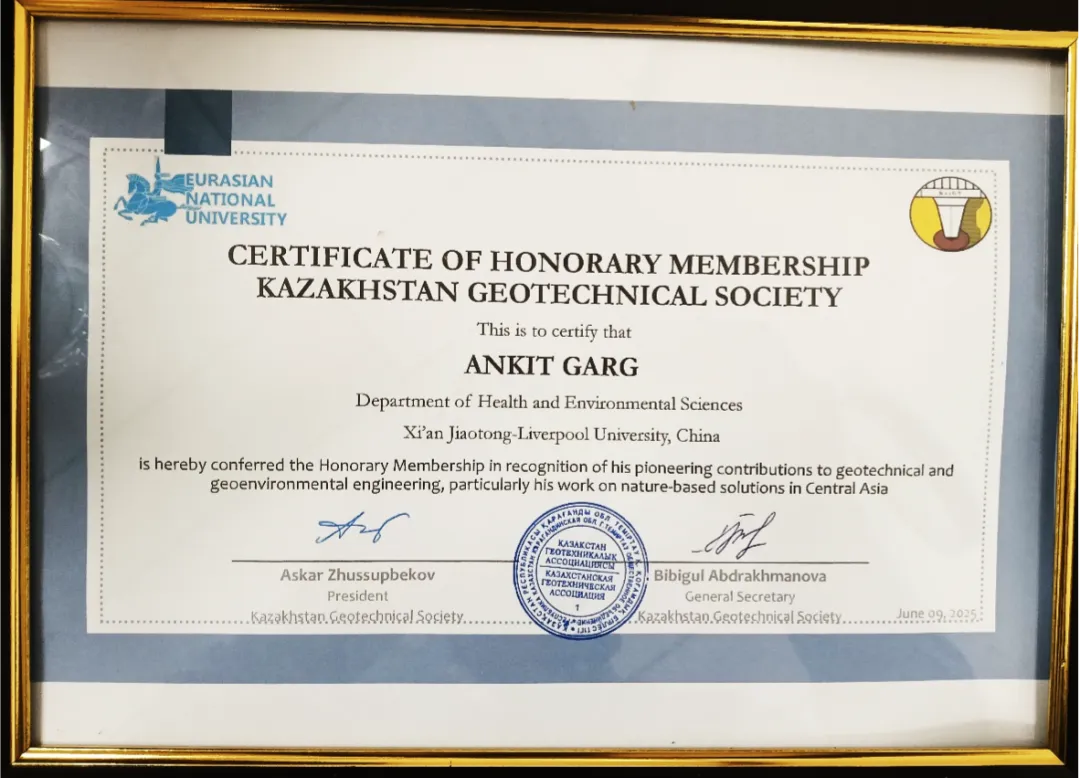 EURASIAN
NATIONAL
UNIVERSITY
CERTIFICATE OF HONORARY MEMBERSHIP
KAZAKHSTAN GEOTECHNICAL SOCIETY
This is to certify that
ANKIT GARG
Department of Health and Environmental Sciences
Xi'an Jiaotong-Liverpool University, China
is hereby conferred the Honorary Membership in recognition of his pioneering contributions to geotechnical and
geoenvironmental engineering, particularly his work on nature-based solutions in Central Asia
Askar Zhussupbekov
President
Kazakhstan Geotechnical Society
ҚАЗАҚСТАН
ГЕОТЕХНИКАЛЫҚ
АССОЦИАЦИЯСЫ
КАЗАХСТАНСКАЯ
ГЕОТЕХНИЧЕСКАЯ
АССОЦИАЦИЯ
1
Bibigul Abdrakhmanova
General Secretary
Kazakhstan Geotechnical Society
June 09, 2025